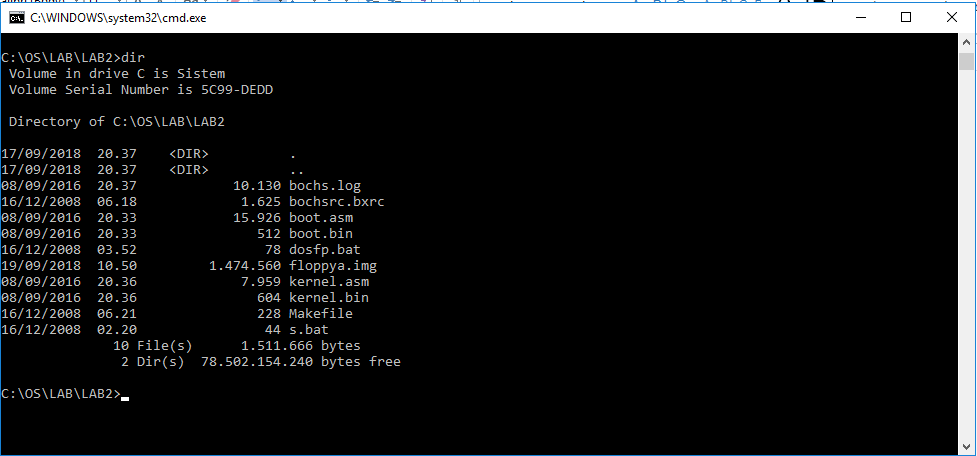 C:\WINDOWS\system32\cmd.exe
C:\OS\LAB\LAB2>dir
 Volume in drive C is Sistem
 Volume Serial Number is 5C99-DEDD
 Directory of C:\OS\LAB\LAB2
17/09/2018  20.37    <DIR>          .
17/09/2018  20.37    <DIR>          ..
08/09/2016  20.37            10.130 bochs.log
16/12/2008  06.18             1.625 bochsrc.bxrc
08/09/2016  20.33            15.926 boot.asm
08/09/2016  20.33               512 boot.bin
16/12/2008  03.52                78 dosfp.bat
19/09/2018  10.50         1.474.560 floppya.img
08/09/2016  20.36             7.959 kernel.asm
08/09/2016  20.36               604 kernel.bin
16/12/2008  06.21               228 Makefile
16/12/2008  02.20                44 s.bat
              10 File(s)      1.511.666 bytes
               2 Dir(s)  78.502.154.240 bytes free
C:\OS\LAB\LAB2>